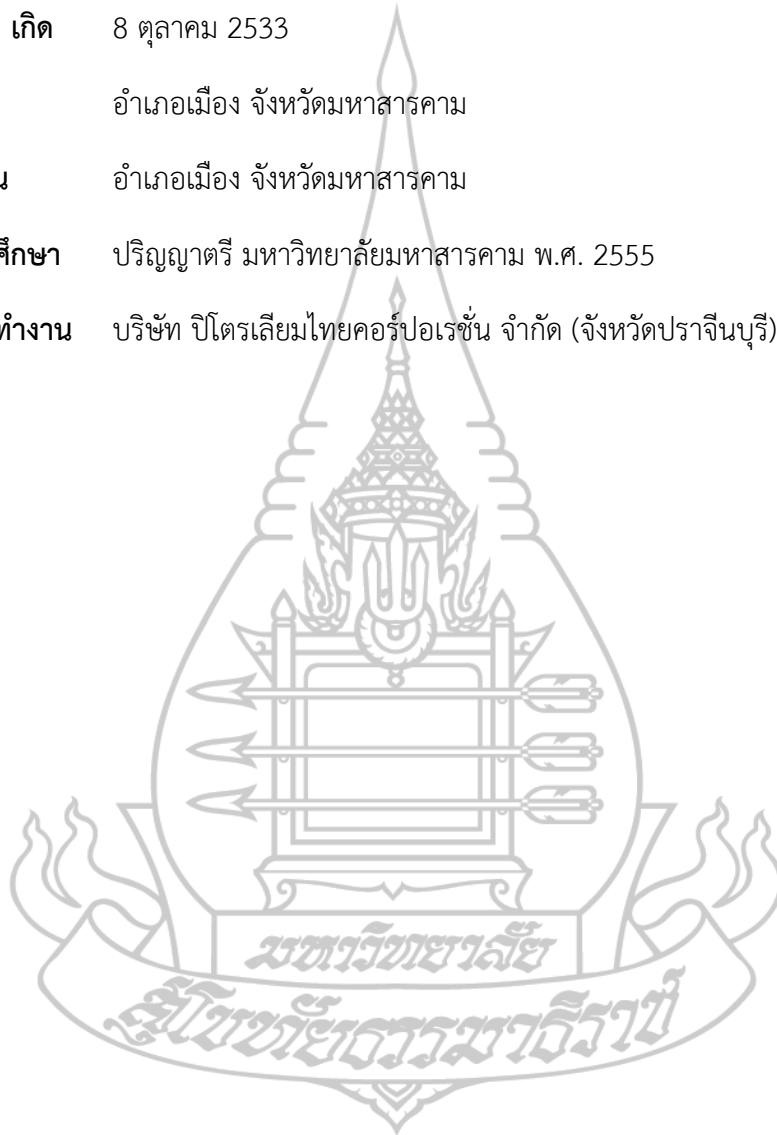 เกิด 8 ตุลาคม 2533
อำเภอเมือง จังหวัดมหาสารคาม
น อำเภอเมือง จังหวัดมหาสารคาม
ศึกษา ปริญญาตรี มหาวิทยาลัยมหาสารคาม พ.ศ. 2555
ทำงาน บริษัท ปิโตรเลียมไทยคอร์ปอเรชั่น จำกัด (จังหวัดปราจีนบุรี)
มหาวิทยาลัย
สุโขทัยธรรมาธิราช